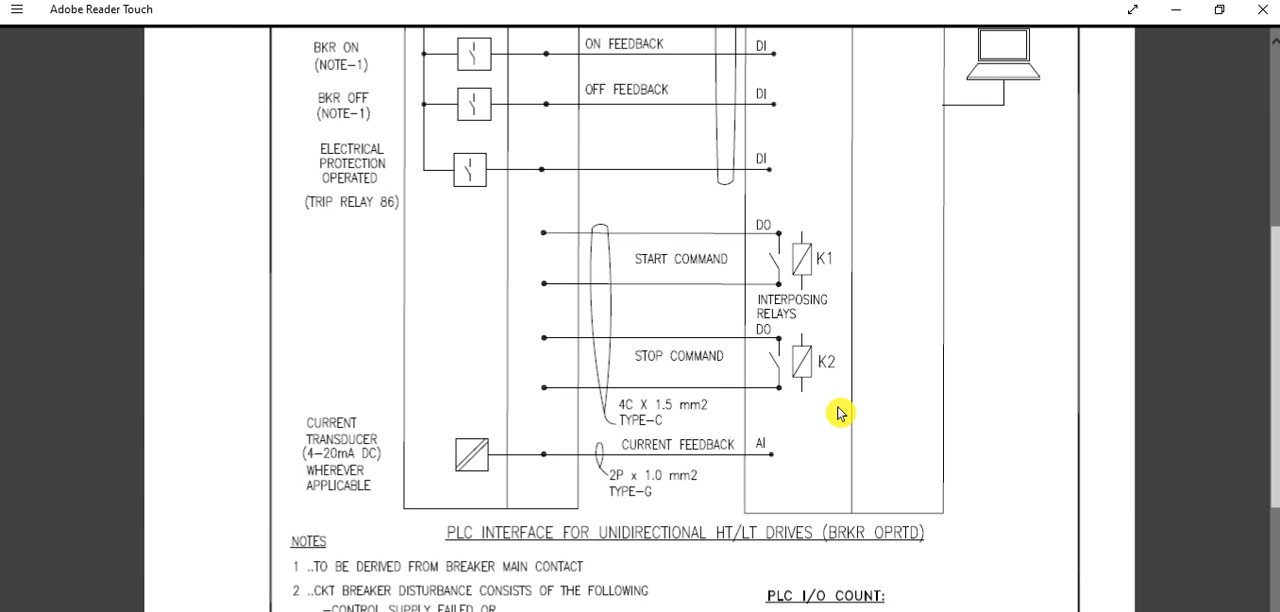 Adobe Reader Touch
BKR ON
(NOTE-1)
ON FEEDBACK
DI
BKR OFF
(NOTE-1)
OFF FEEDBACK
DI
ELECTRICAL
PROTECTION
OPERATED
(TRIP RELAY 86)
DI
DO
START COMMAND
K1
INTERPOSING
RELAYS
DO
STOP COMMAND
K2
4C X 1.5 mm2
TYPE-C
CURRENT
TRANSDUCER
(4-20mA DC)
WHEREVER
APPLICABLE
CURRENT FEEDBACK
AI
2P x 1.0 mm2
TYPE-G
PLC INTERFACE FOR UNIDIRECTIONAL HT/LT DRIVES (BRKR OPRTD)
NOTES
1 ..TO BE DERIVED FROM BREAKER MAIN CONTACT
2 ..CKT BREAKER DISTURBANCE CONSISTS OF THE FOLLOWING
-CONTROL SUPPLY FAILED OR
PLC I/O COUNT: